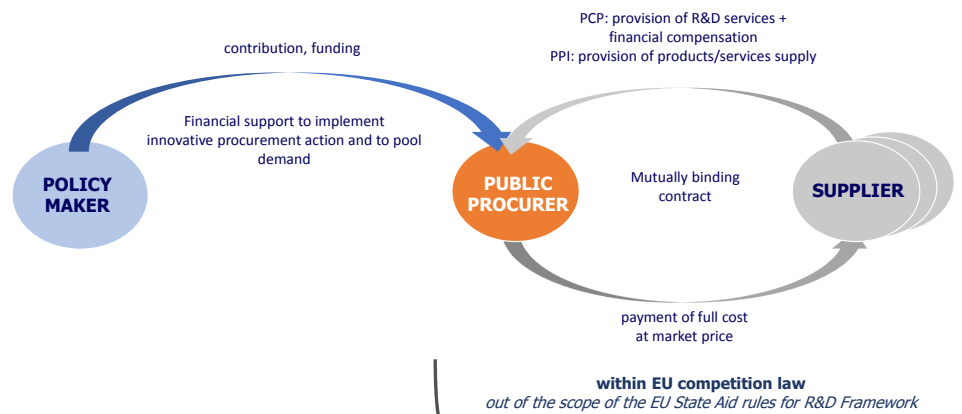 PCP: provision of R&D services +
financial compensation
PPI: provision of products/services supply
contribution, funding
Financial support to implement
innovative procurement action and to pool
demand
POLICY
MAKER
PUBLIC
PROCURER
Mutually binding
contract
SUPPLIER
payment of full cost
at market price
within EU competition law
out of the scope of the EU State Aid rules for R&D Framework